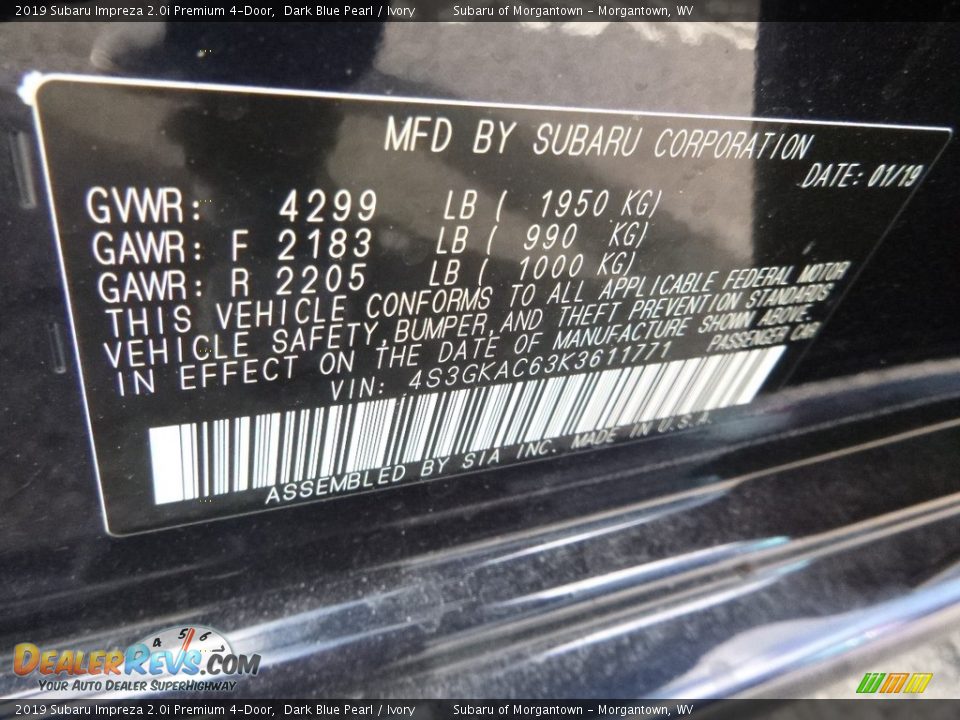 2019 Subaru Impreza 2.0i Premium 4-Door, Dark Blue Pearl / Ivory Subaru of Morgantown - Morgantown, WV
MFD BY SUBARU CORPORATION
DATE: 01/19
GVWR: 4299 LB ( 1950 KG)
GAWR: F 2183 LB ( 990 KG)
GAWR: R 2205 LB ( 1000 KG)
THIS VEHICLE CONFORMS TO ALL APPLICABLE FEDERAL MOTOR
VEHICLE SAFETY, BUMPER, AND THEFT PREVENTION STANDARDS
IN EFFECT ON THE DATE OF MANUFACTURE SHOWN ABOVE.
VIN: 4S3GKAC63K3611771 PASSENGER CAR
ASSEMBLED BY SIA INC. MADE IN U.S.A.
4 5 6
DealerRevs.com
Your Auto Dealer SuperHighway
2019 Subaru Impreza 2.0i Premium 4-Door, Dark Blue Pearl / Ivory Subaru of Morgantown - Morgantown, WV